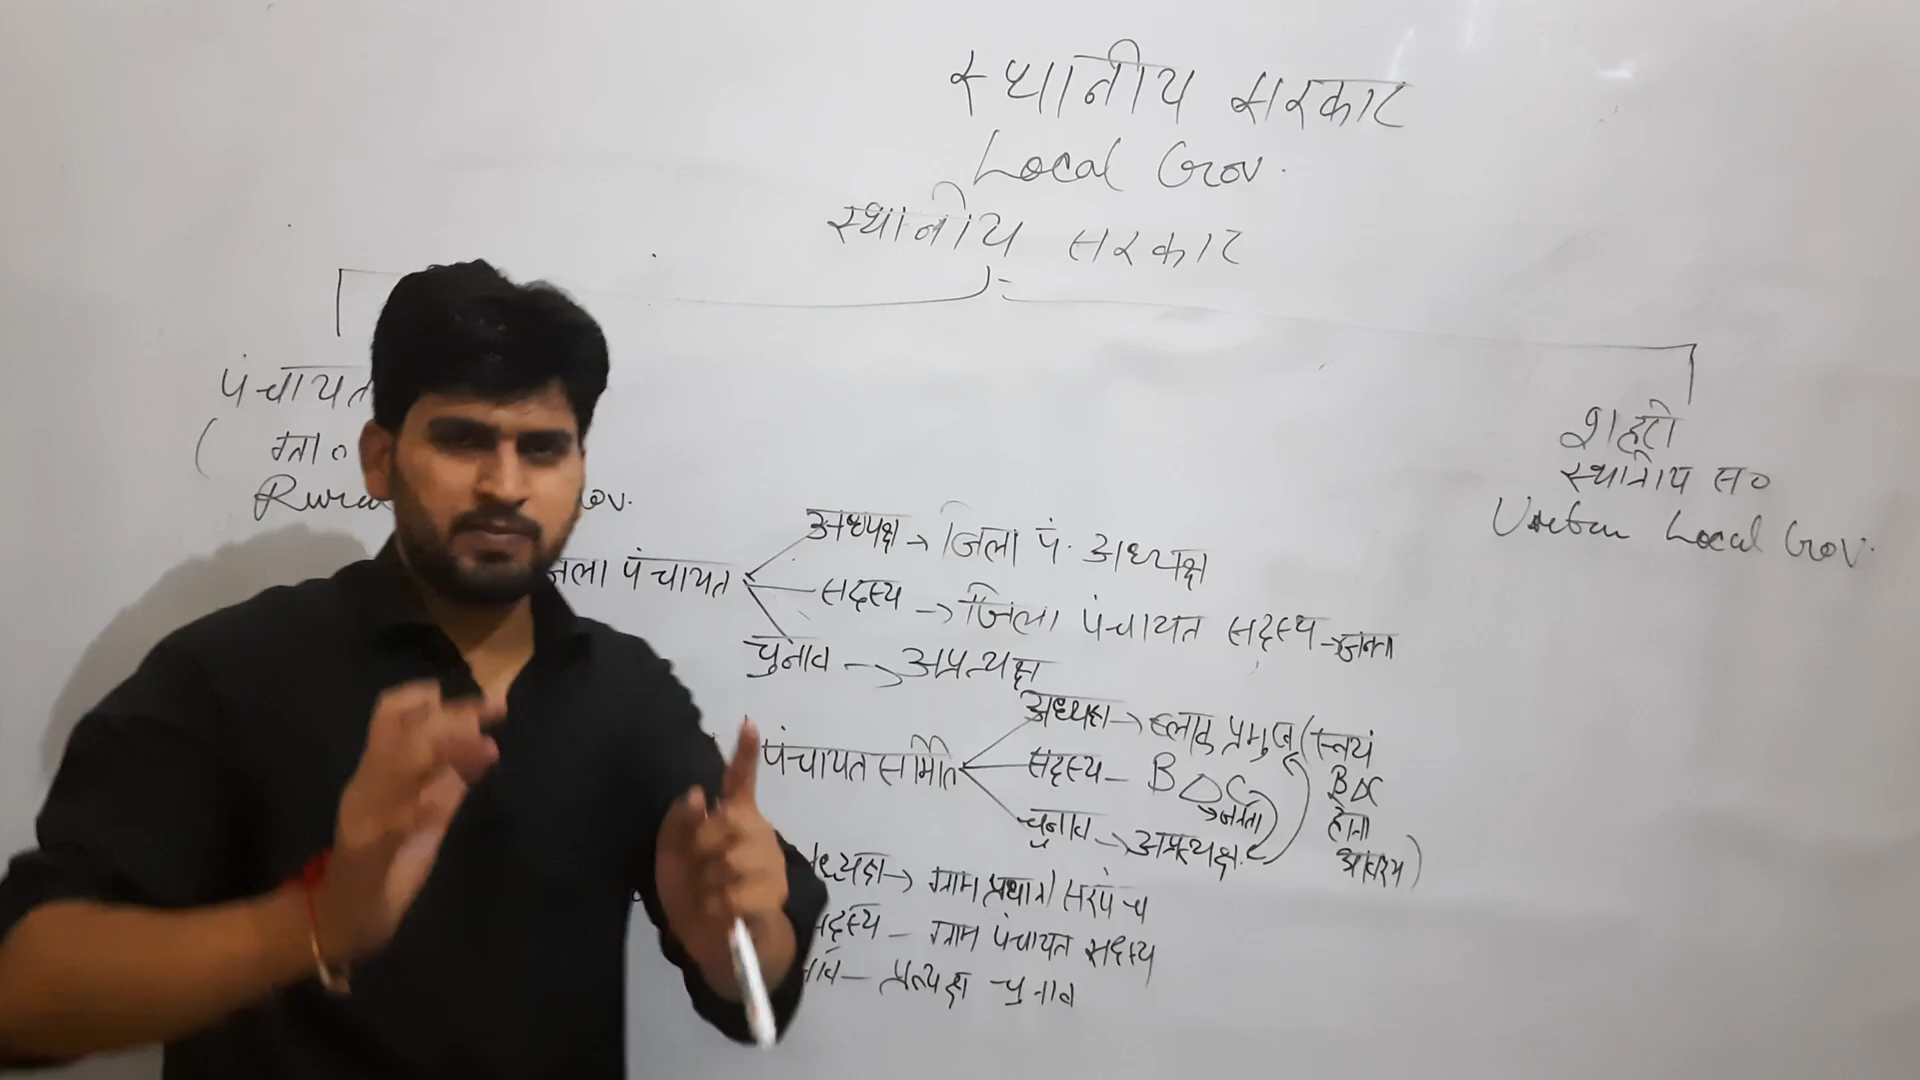 स्थानीय सरकार
Local Gov.
स्थानीय सरकार
पंचायत
( ग्रा०
Rura ov.
शहरी
स्थानीय स०
Urban Local Gov.
जिला पंचायत
अध्यक्ष → जिला पं. अध्यक्ष
सदस्य → जिला पंचायत सदस्य → जनता
चुनाव → अप्रत्यक्ष
पंचायत समिति
अध्यक्ष → ब्लाक प्रमुख (स्वयं
सदस्य - BDC
BDC
→ जनता)
होना
चुनाव → अप्रत्यक्ष
ध्यक्ष → ग्राम प्रधान / सरपंच
सदस्य - ग्राम पंचायत सदस्य
नाव - प्रत्यक्ष चुनाव